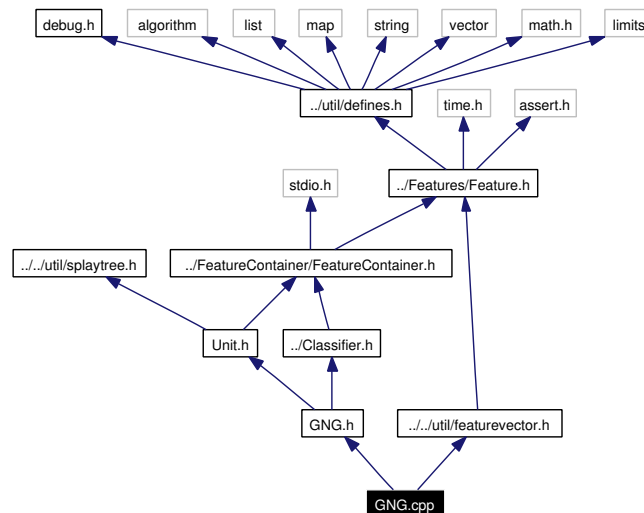 debug.h
algorithm
list
map
string
vector
math.h
limits
../util/defines.h
time.h
assert.h
stdio.h
../Features/Feature.h
../../util/splaytree.h
../FeatureContainer/FeatureContainer.h
Unit.h
../Classifier.h
GNG.h
../../util/featurevector.h
GNG.cpp